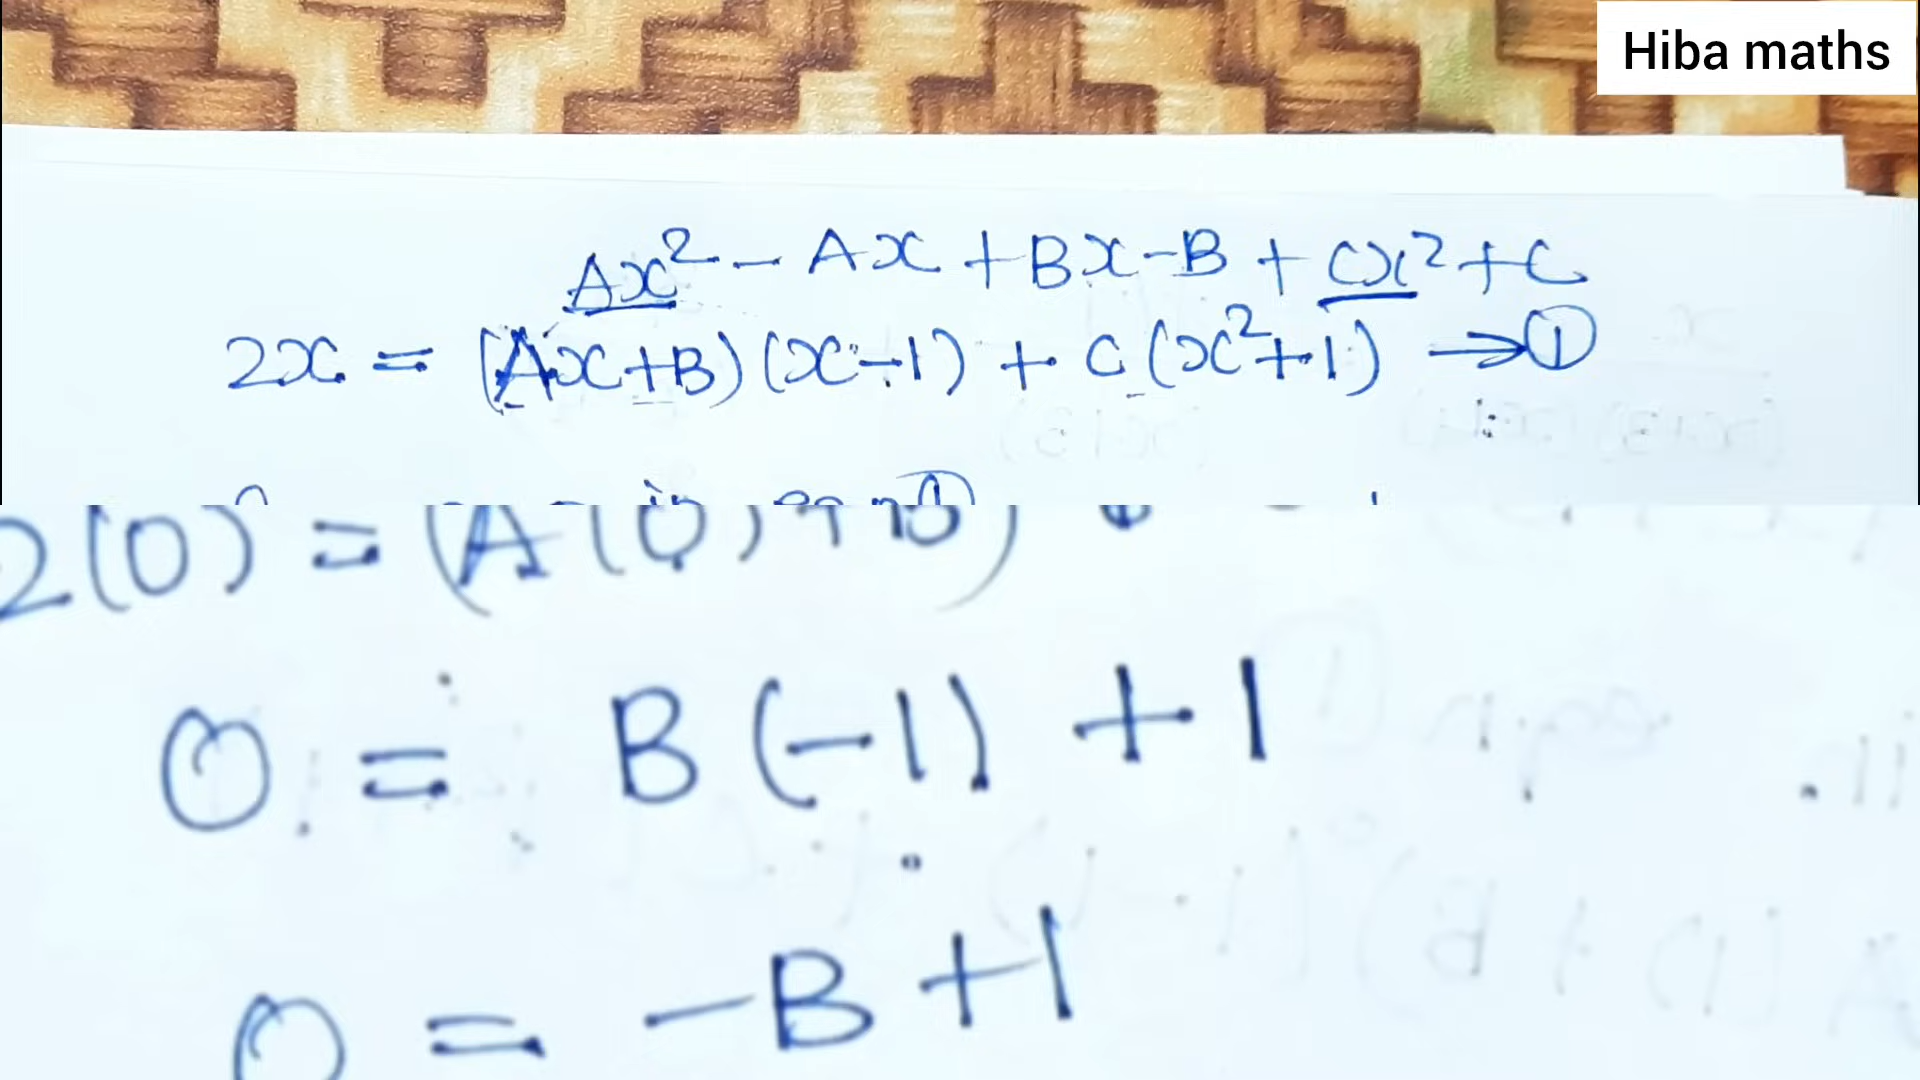 Hiba maths
Ax² - Ax + Bx - B + Cx² + C
2x = (Ax+B)(x-1) + C(x²+1) → ①
2(0) = (A(0)
0 = B(-1) + 1
0 = -B + 1